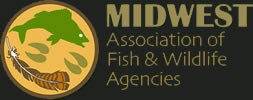 MIDWEST
Association of
Fish & Wildlife
Agencies